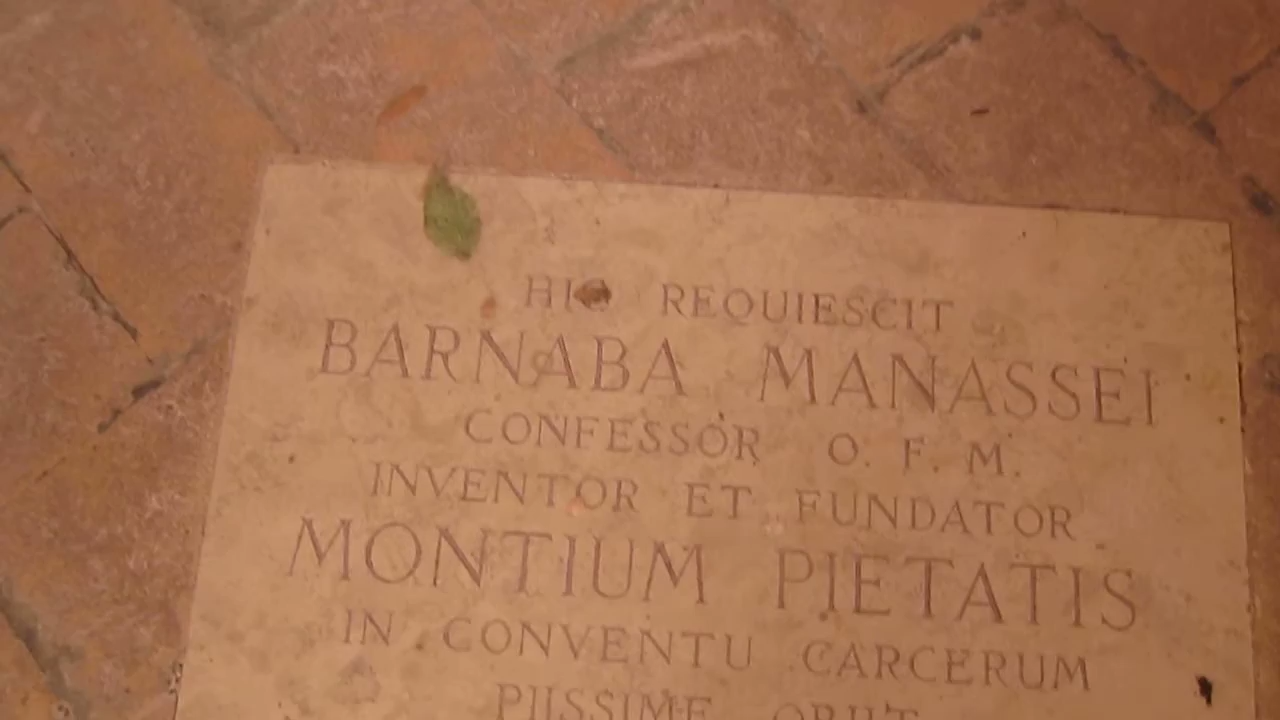 HIC REQUIESCIT
BARNABA MANASSEI
CONFESSOR O. F. M.
INVENTOR ET FUNDATOR
MONTIUM PIETATIS
IN CONVENTU CARCERUM
PIISSIME OBIIT